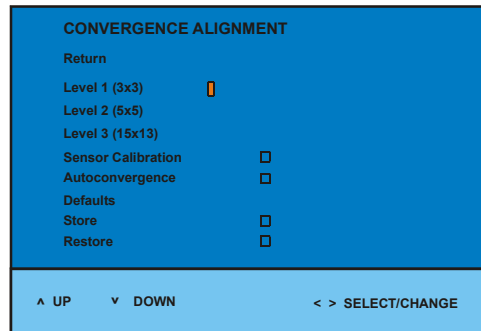 CONVERGENCE ALIGNMENT
Return
Level 1 (3x3)
Level 2 (5x5)
Level 3 (15x13)
Sensor Calibration
Autoconvergence
Defaults
Store
Restore
^ UP v DOWN < > SELECT/CHANGE